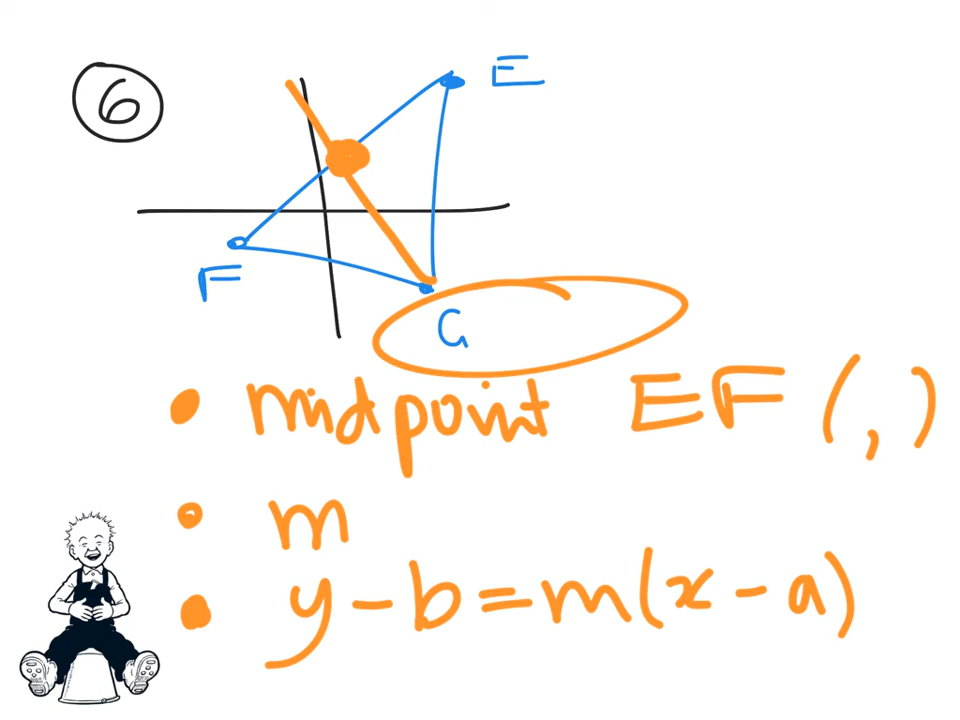 6
E
F
G
• midpoint EF ( , )
• m
• y - b = m(x - a)